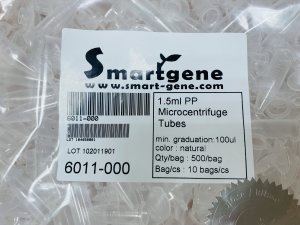 Smartgene
www.smart-gene.com
6011-000
LOT 102011901
6011-000
1.5ml PP
Microcentrifuge
Tubes
min. graduation:100ul
color : natural
Qty/bag : 500/bag
Bag/cs : 10 bags/cs